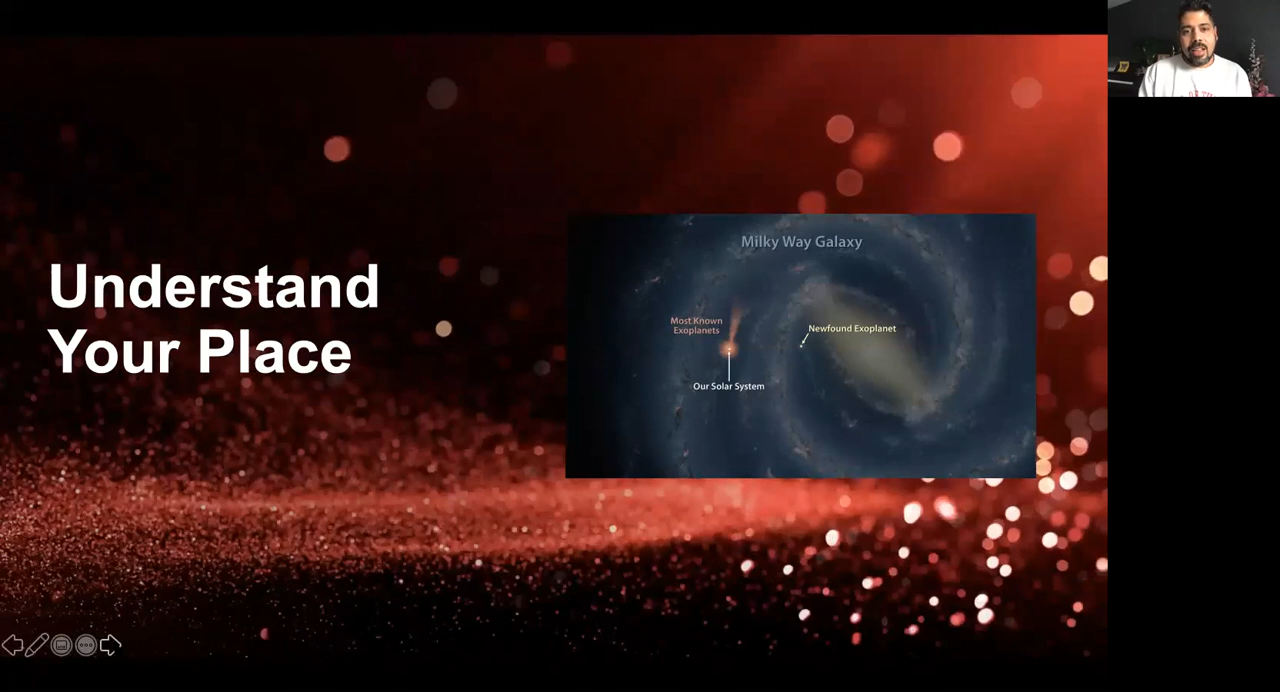 Understand
Your Place
Milky Way Galaxy
Most Known
Exoplanets
Newfound Exoplanet
Our Solar System